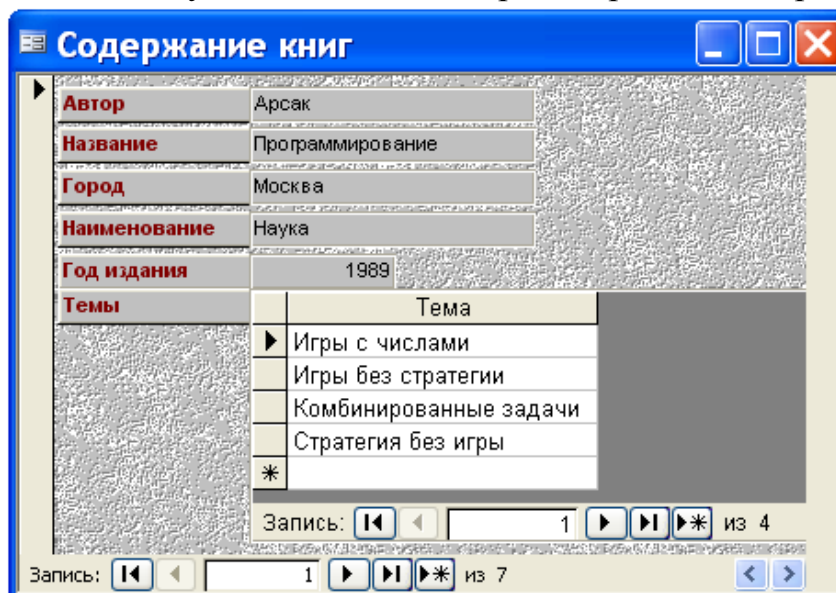 Содержание книг
Автор Арсак
Название Программирование
Город Москва
Наименование Наука
Год издания 1989
Темы Тема
Игры с числами
Игры без стратегии
Комбинированные задачи
Стратегия без игры
Запись: 1 из 4
Запись: 1 из 7